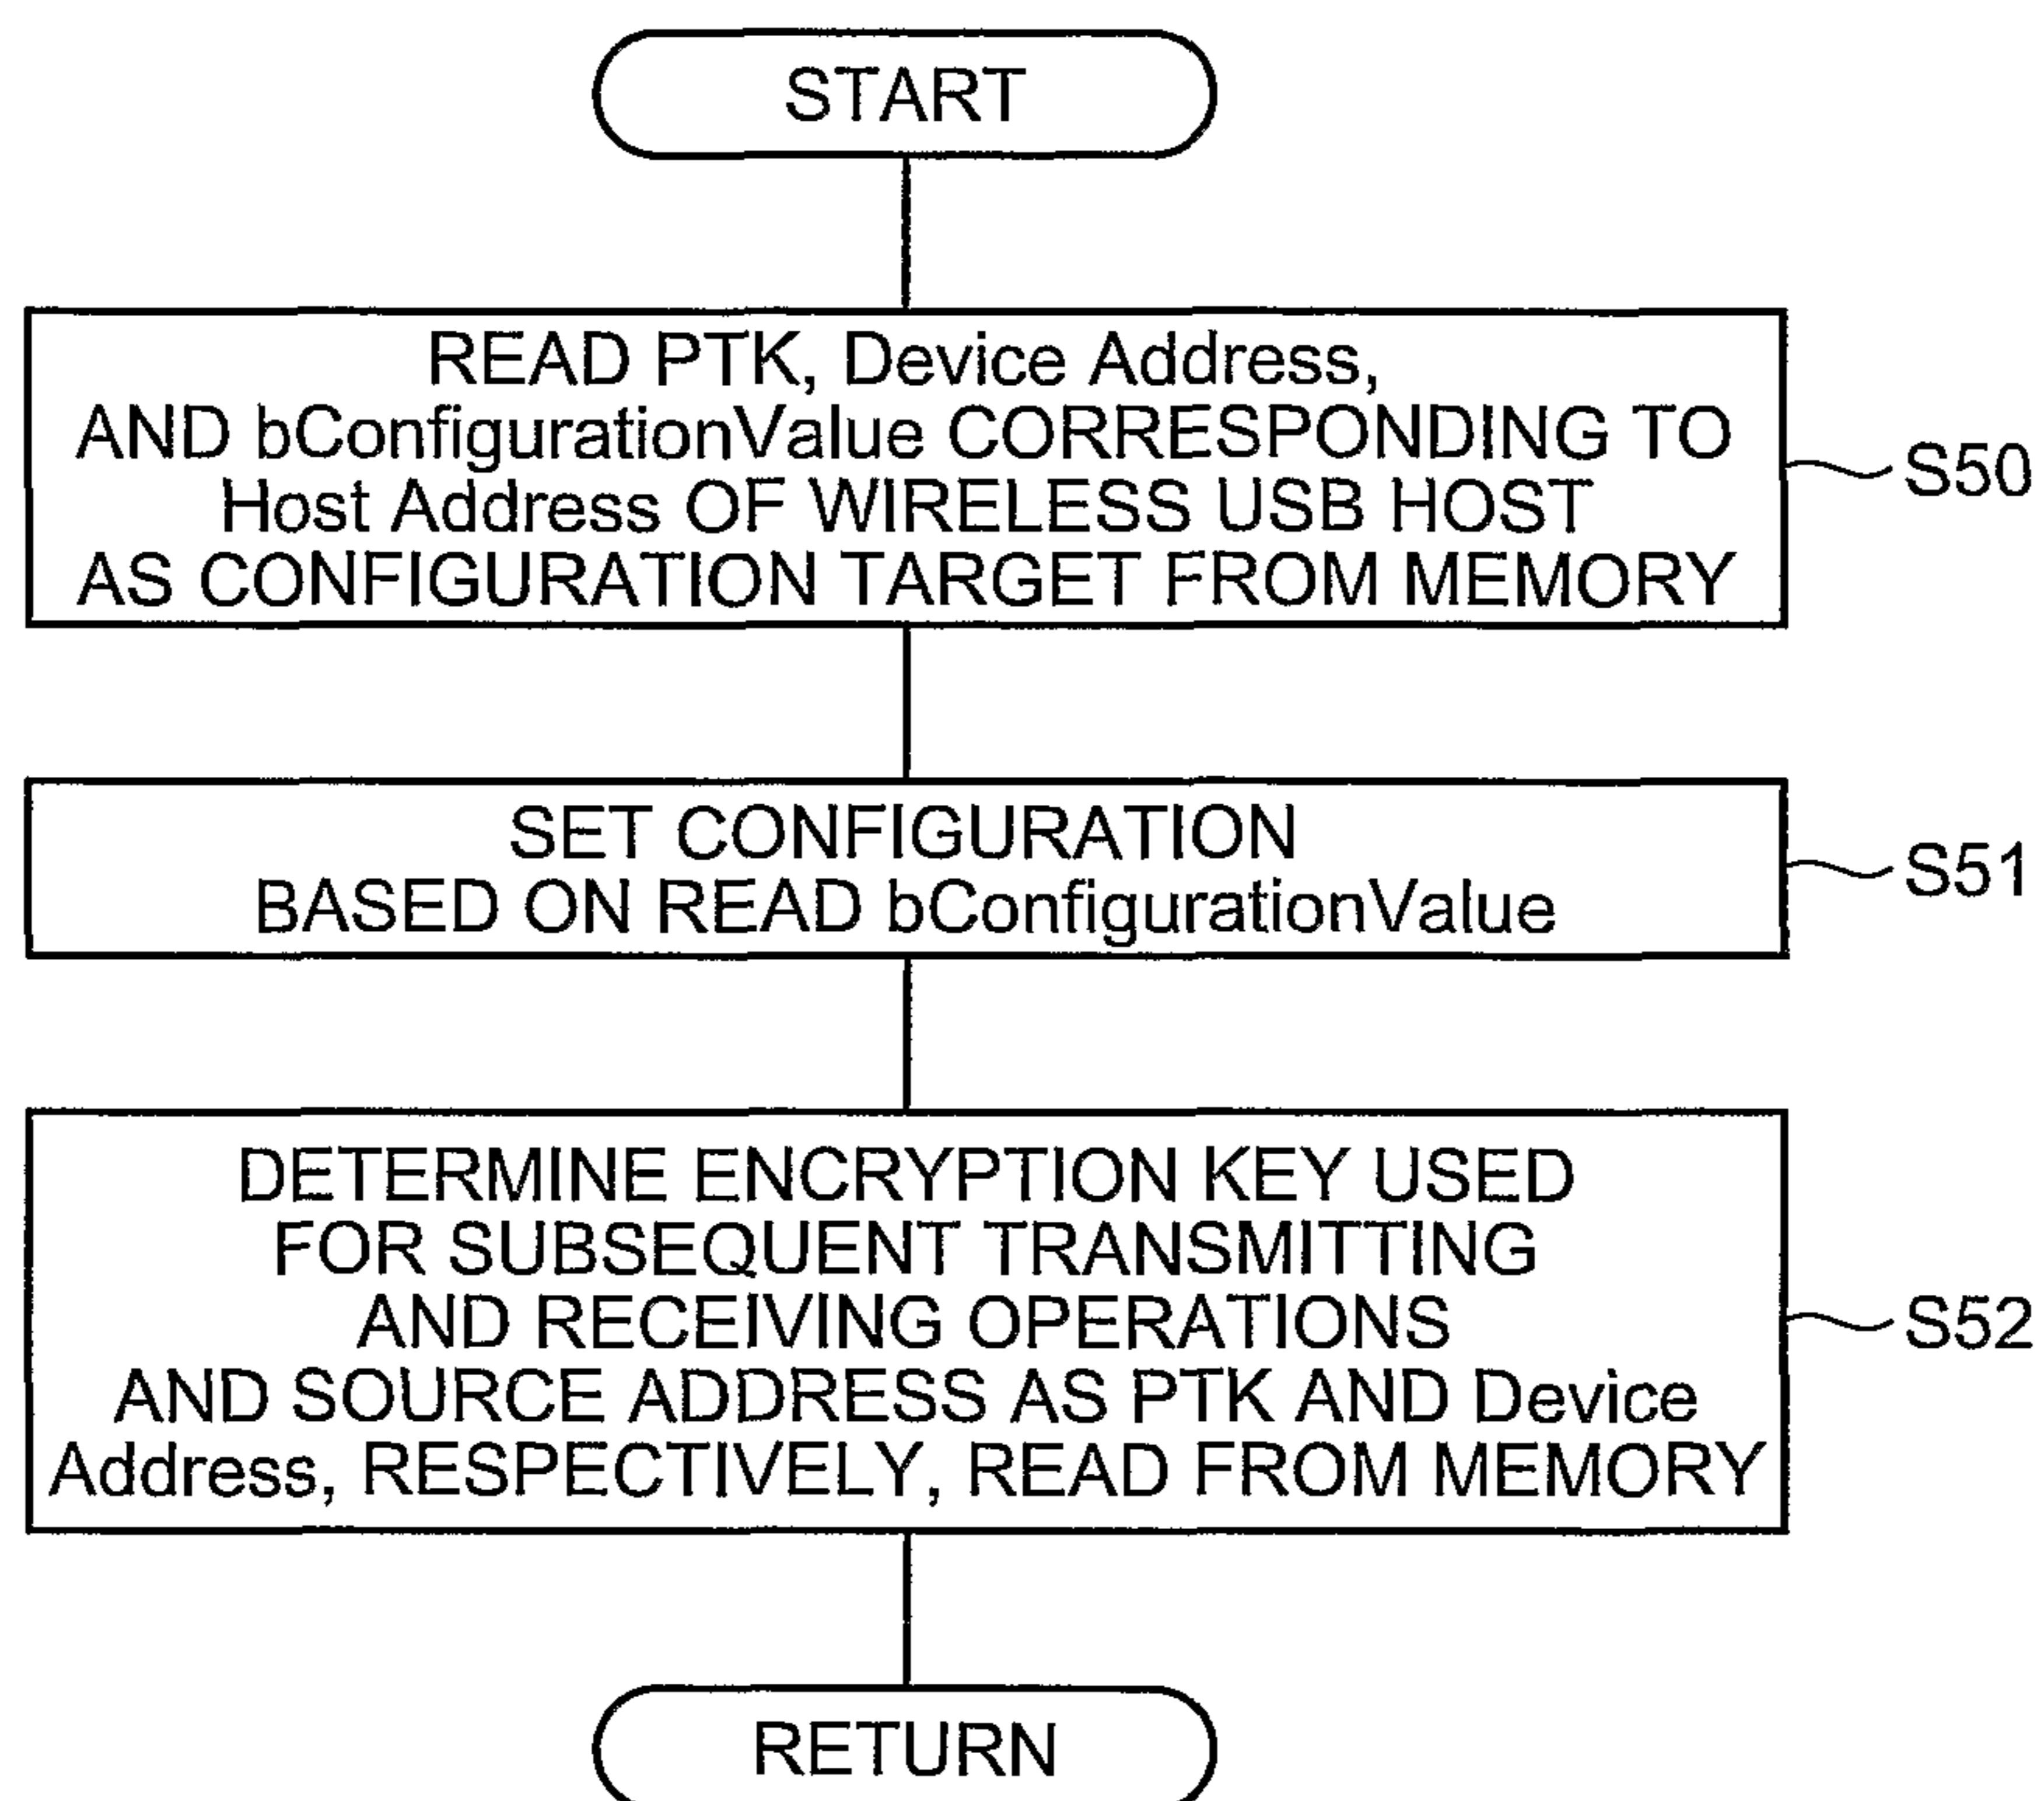 START
READ PTK, Device Address,
AND bConfigurationValue CORRESPONDING TO
Host Address OF WIRELESS USB HOST
AS CONFIGURATION TARGET FROM MEMORY
S50
SET CONFIGURATION
BASED ON READ bConfigurationValue
S51
DETERMINE ENCRYPTION KEY USED
FOR SUBSEQUENT TRANSMITTING
AND RECEIVING OPERATIONS
AND SOURCE ADDRESS AS PTK AND Device
Address, RESPECTIVELY, READ FROM MEMORY
S52
RETURN